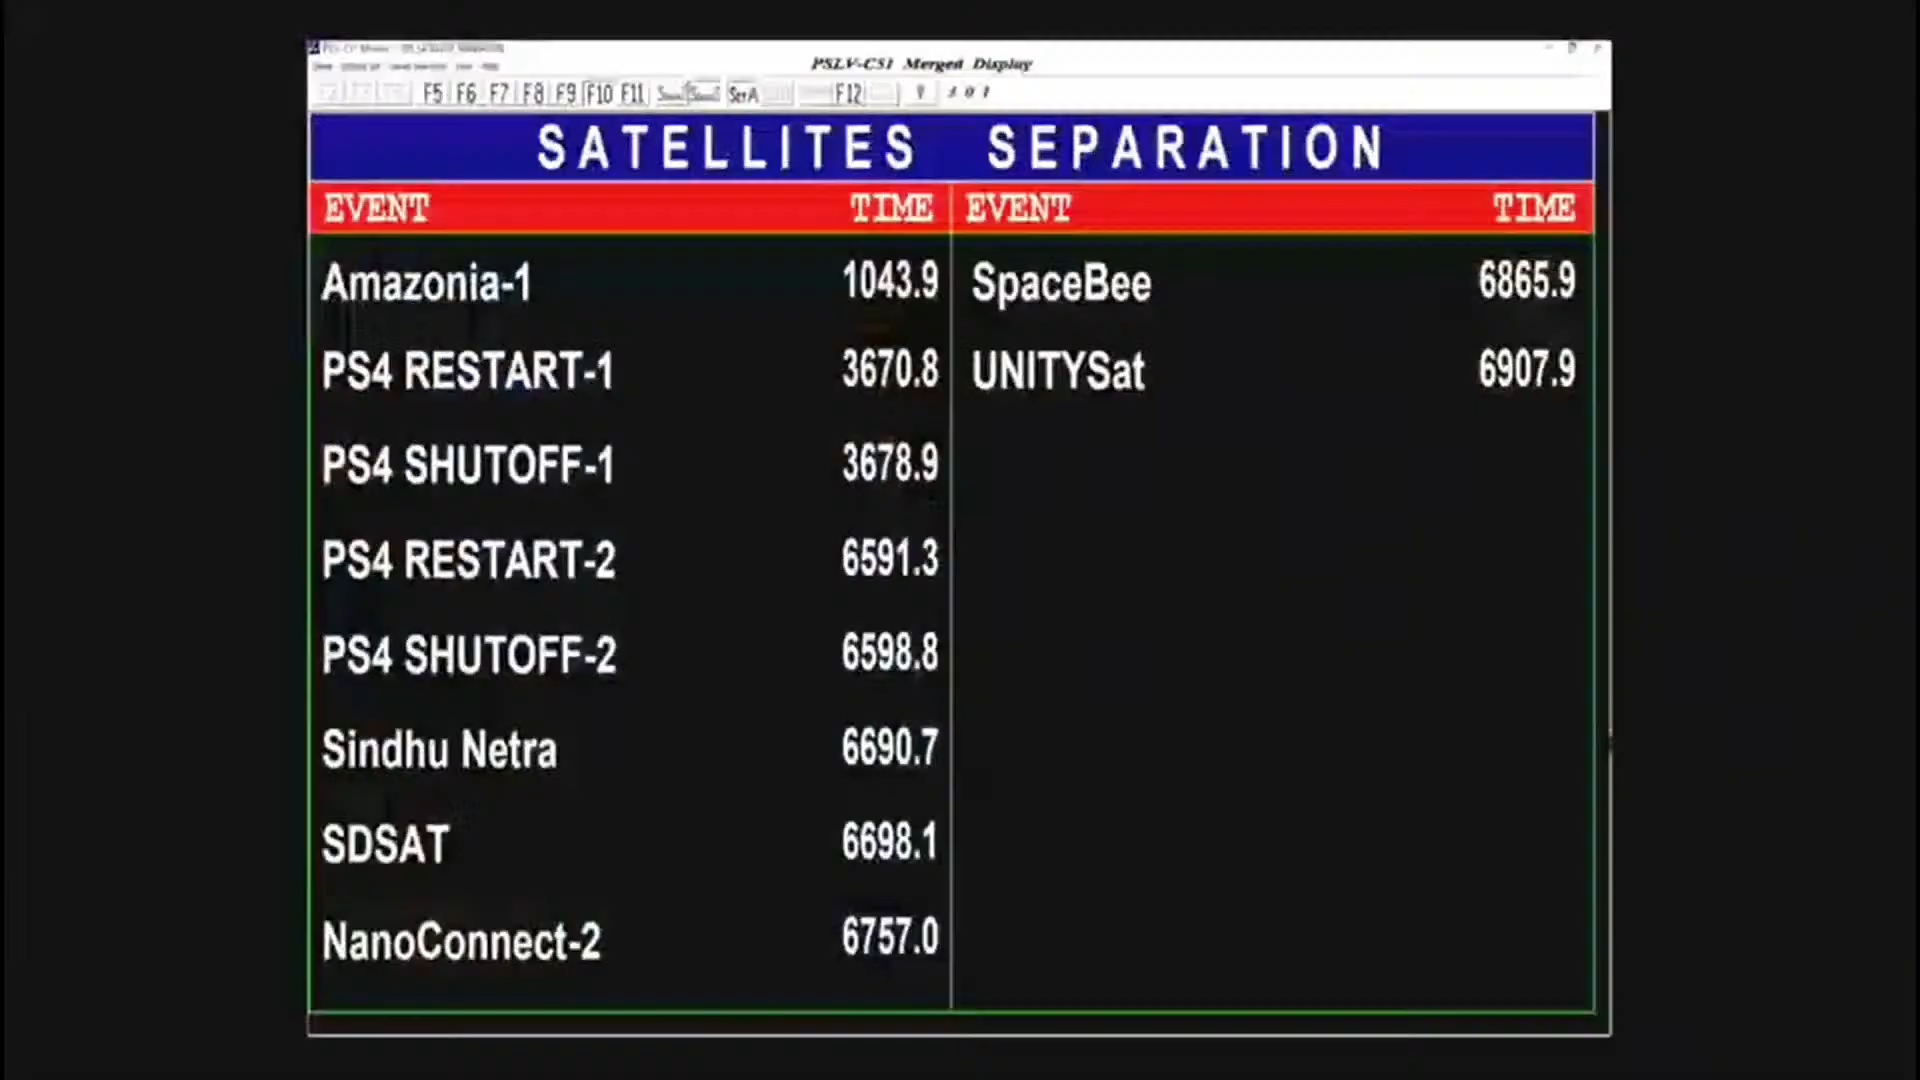 PSLV-C51 Merged Display
F5 F6 F7 F8 F9 F10 F11 SerA F12
SATELLITES SEPARATION
EVENT TIME EVENT TIME
Amazonia-1 1043.9 SpaceBee 6865.9
PS4 RESTART-1 3670.8 UNITYSat 6907.9
PS4 SHUTOFF-1 3678.9
PS4 RESTART-2 6591.3
PS4 SHUTOFF-2 6598.8
Sindhu Netra 6690.7
SDSAT 6698.1
NanoConnect-2 6757.0